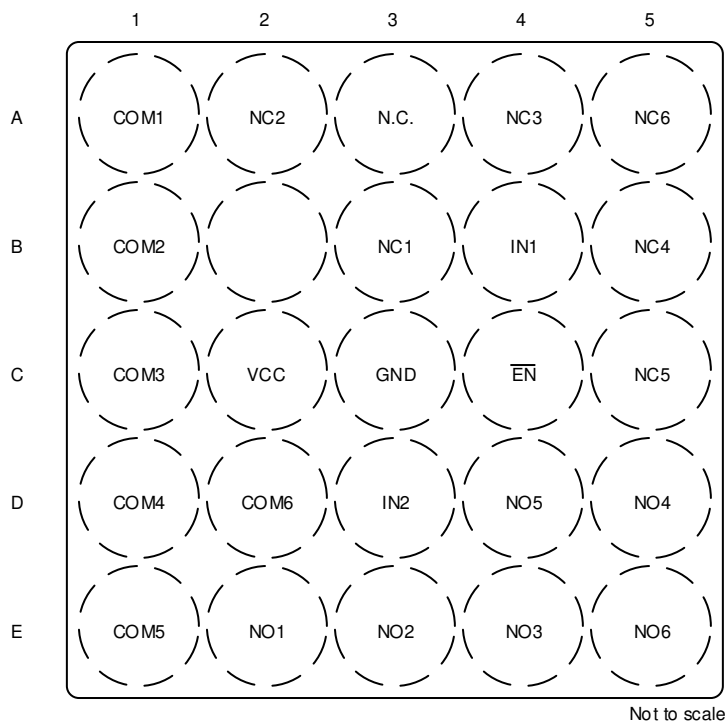 1 2 3 4 5
A COM1 NC2 N.C. NC3 NC6
B COM2 NC1 IN1 NC4
C COM3 VCC GND E̅N̅ NC5
D COM4 COM6 IN2 NO5 NO4
E COM5 NO1 NO2 NO3 NO6
Not to scale